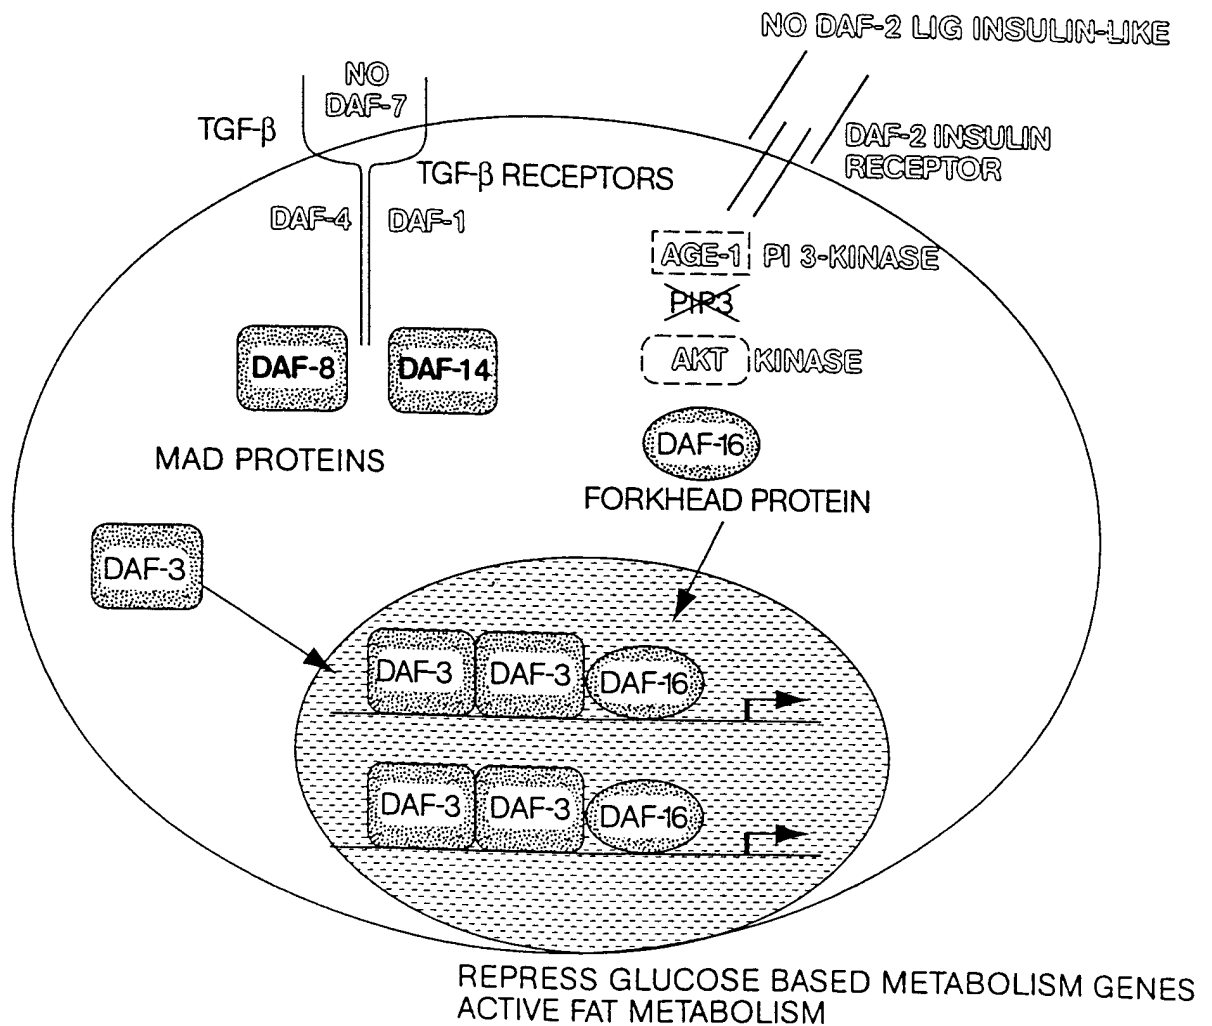 NO DAF-2 LIG INSULIN-LIKE
NO
DAF-7
TGF-β
DAF-2 INSULIN
RECEPTOR
TGF-β RECEPTORS
DAF-4 DAF-1
AGE-1 PI 3-KINASE
PIP3
AKT KINASE
DAF-8 DAF-14
DAF-16
MAD PROTEINS
FORKHEAD PROTEIN
DAF-3
DAF-3 DAF-3 DAF-16
DAF-3 DAF-3 DAF-16
REPRESS GLUCOSE BASED METABOLISM GENES
ACTIVE FAT METABOLISM